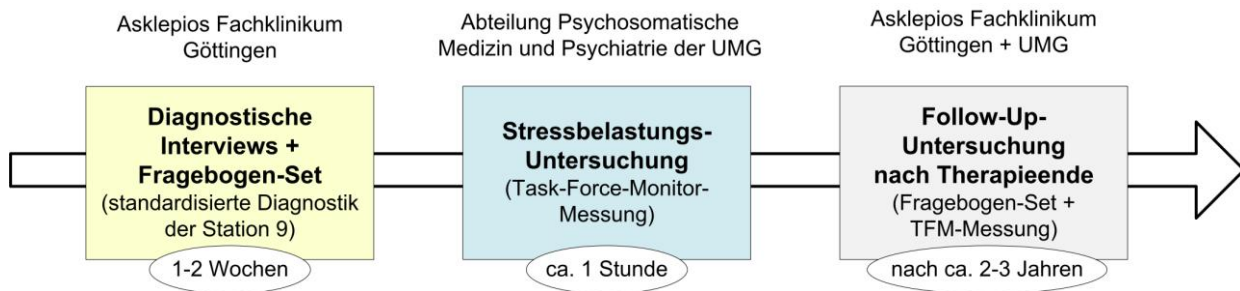 Asklepios Fachklinikum
Göttingen
Diagnostische
Interviews +
Fragebogen-Set
(standardisierte Diagnostik
der Station 9)
1-2 Wochen
Abteilung Psychosomatische
Medizin und Psychiatrie der UMG
Stressbelastungs-
Untersuchung
(Task-Force-Monitor-
Messung)
ca. 1 Stunde
Asklepios Fachklinikum
Göttingen + UMG
Follow-Up-
Untersuchung
nach Therapieende
(Fragebogen-Set +
TFM-Messung)
nach ca. 2-3 Jahren